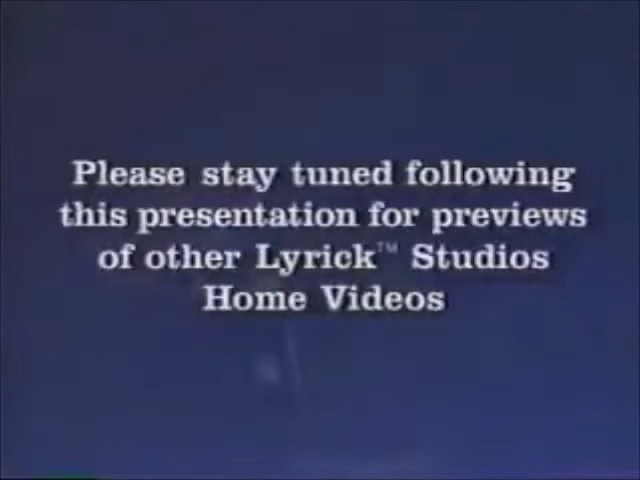 Please stay tuned following
this presentation for previews
of other Lyrick™ Studios
Home Videos